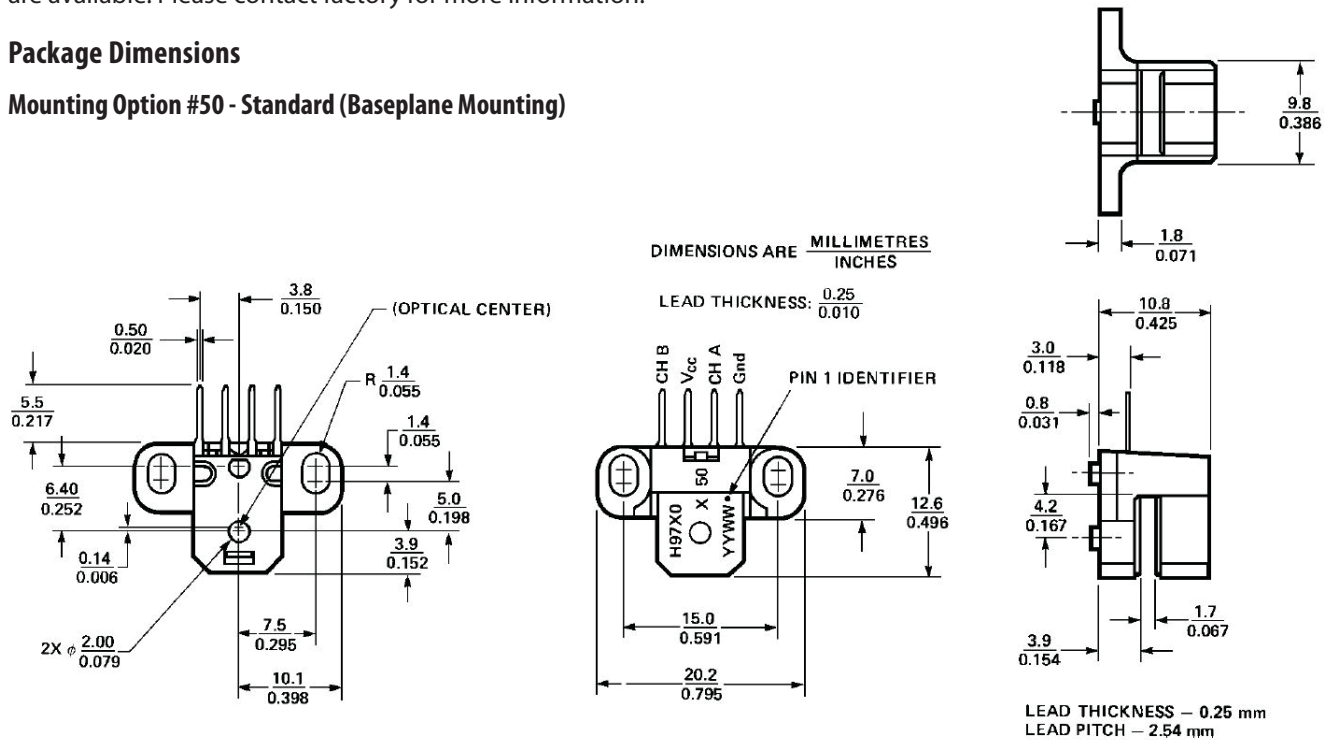 are available. Please contact factory for more information.
Package Dimensions
Mounting Option #50 - Standard (Baseplane Mounting)
9.8
0.386
1.8
0.071
DIMENSIONS ARE MILLIMETRES
INCHES
LEAD THICKNESS: 0.25
0.010
3.8
0.150
(OPTICAL CENTER)
0.50
0.020
R 1.4
0.055
5.5
0.217
1.4
0.055
6.40
0.252
5.0
0.198
0.14
0.006
3.9
0.152
2X ϕ 2.00
0.079
7.5
0.295
10.1
0.398
CH B
Vcc
CH A
Gnd
PIN 1 IDENTIFIER
H97X0
X 50
YYWW
7.0
0.276
12.6
0.496
15.0
0.591
20.2
0.795
10.8
0.425
3.0
0.118
0.8
0.031
4.2
0.167
1.7
0.067
3.9
0.154
LEAD THICKNESS – 0.25 mm
LEAD PITCH – 2.54 mm